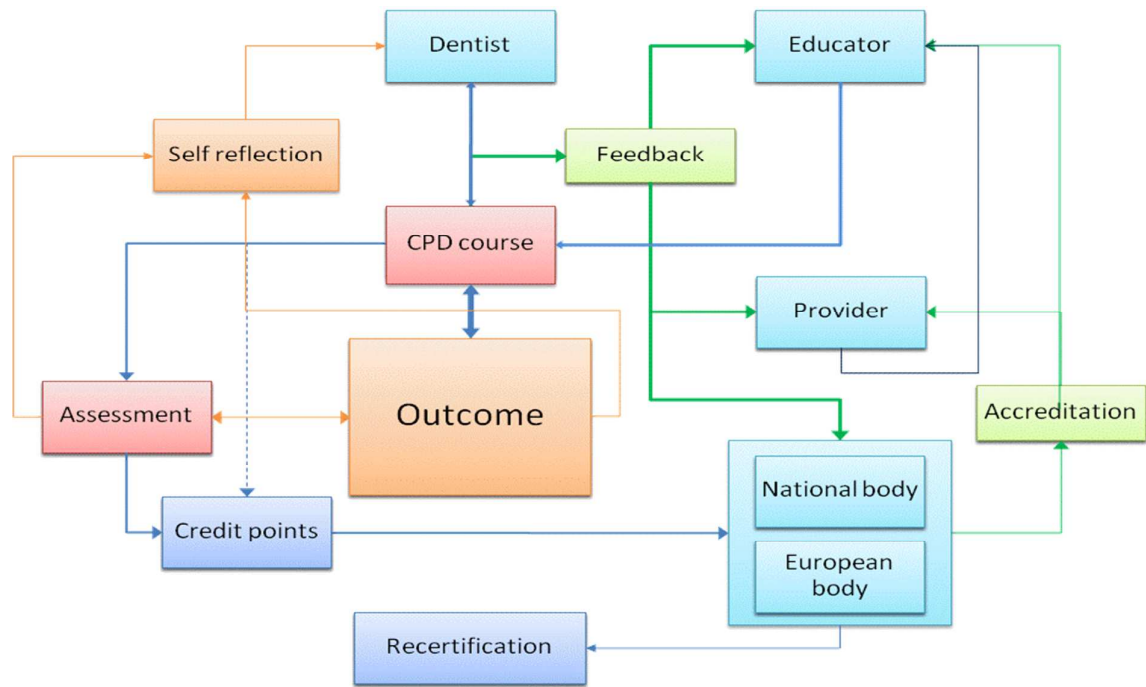 Dentist
Educator
Self reflection
Feedback
CPD course
Provider
Assessment
Outcome
Accreditation
National body
Credit points
European
body
Recertification